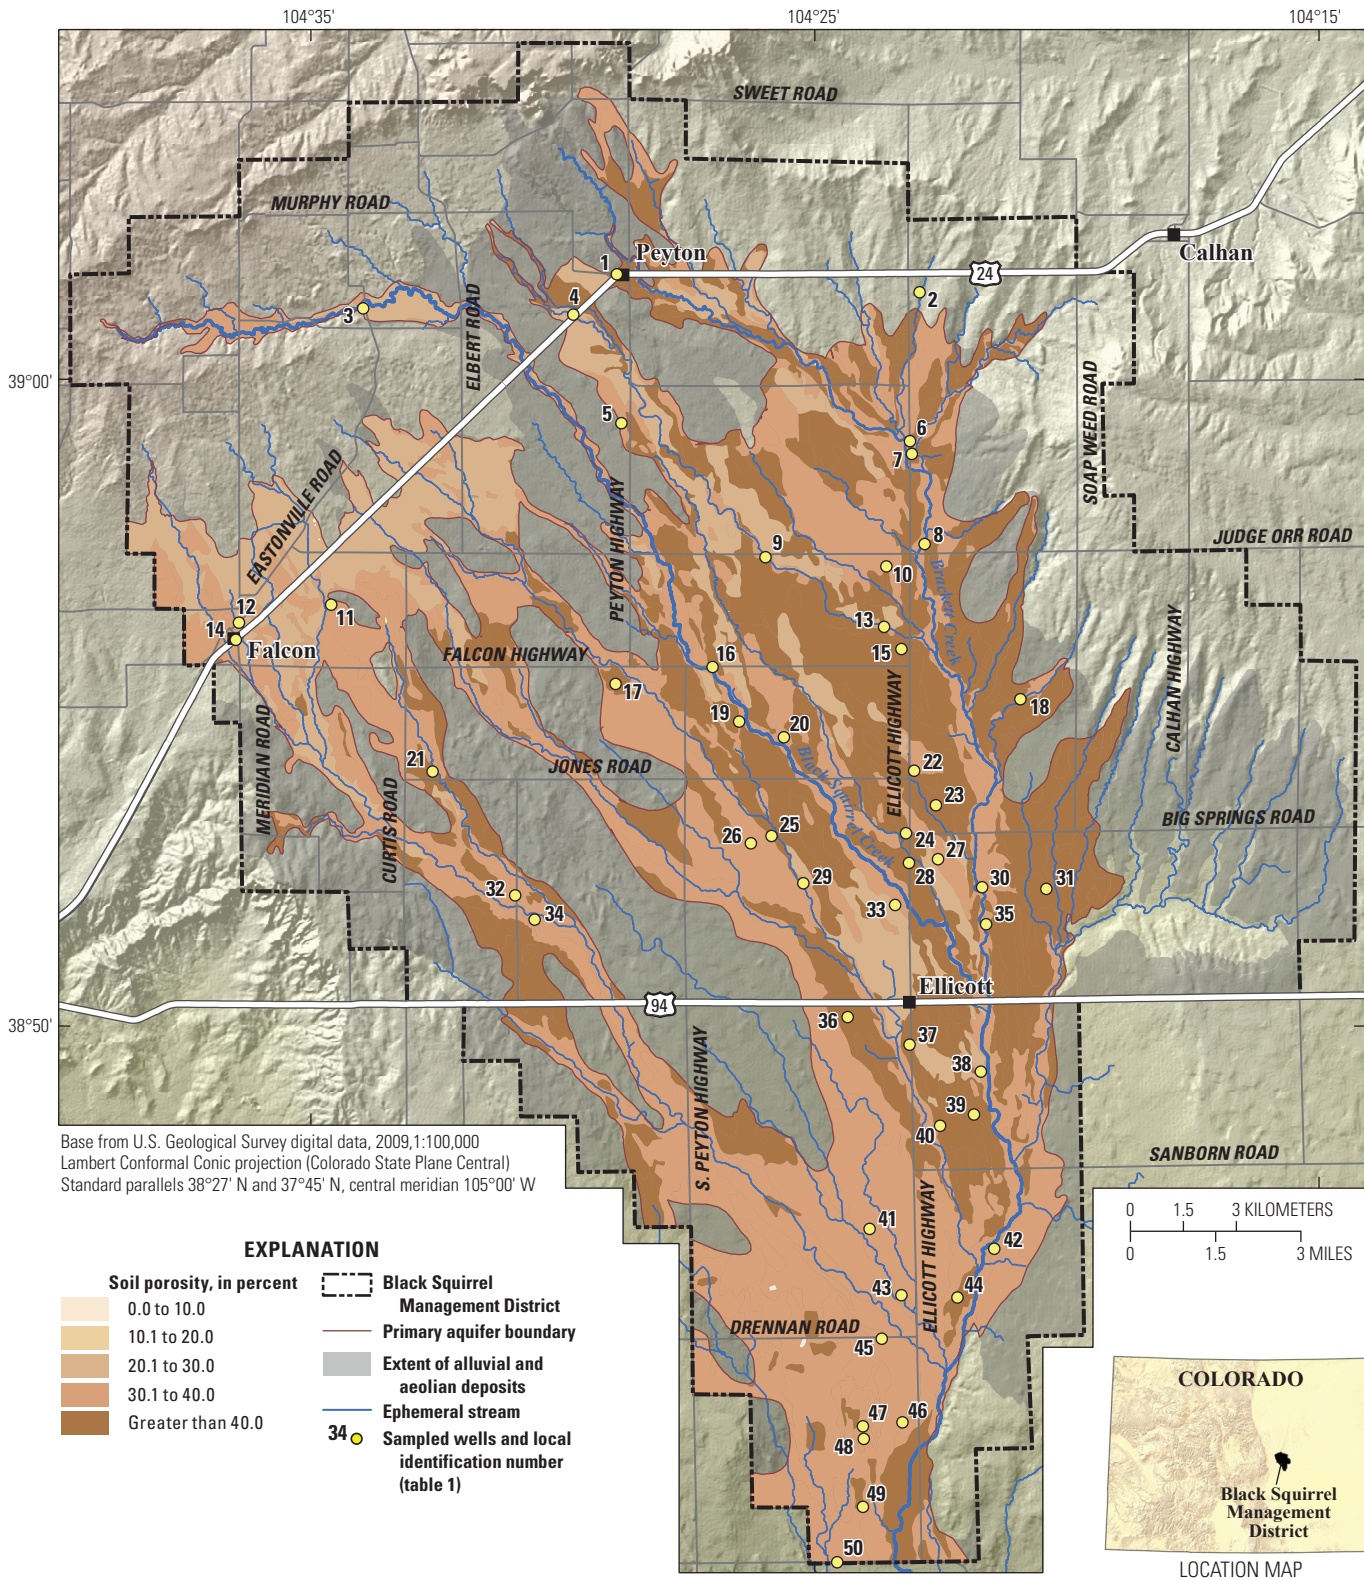 104°35'
104°25'
104°15'
SWEET ROAD
MURPHY ROAD
Peyton
Calhan
24
1
2
3
4
ELBERT ROAD
39°00'
SOAP WEED ROAD
5
6
7
EASTONVILLE ROAD
PEYTON HIGHWAY
JUDGE ORR ROAD
8
9
10
Brackett Creek
11
12
13
14
Falcon
15
FALCON HIGHWAY
CALHAN HIGHWAY
16
17
18
19
20
ELLICOTT HIGHWAY
MERIDIAN ROAD
21
JONES ROAD
Black Squirrel Creek
22
23
CURTIS ROAD
BIG SPRINGS ROAD
24
25
26
27
28
29
30
31
32
33
34
35
Ellicott
94
38°50'
36
37
38
39
40
S. PEYTON HIGHWAY
SANBORN ROAD
Base from U.S. Geological Survey digital data, 2009,1:100,000
Lambert Conformal Conic projection (Colorado State Plane Central)
Standard parallels 38°27' N and 37°45' N, central meridian 105°00' W
0 1.5 3 KILOMETERS
0 1.5 3 MILES
41
42
ELLICOTT HIGHWAY
43
44
DRENNAN ROAD
45
46
47
48
49
50
EXPLANATION
Soil porosity, in percent
0.0 to 10.0
10.1 to 20.0
20.1 to 30.0
30.1 to 40.0
Greater than 40.0
Black Squirrel
Management District
Primary aquifer boundary
Extent of alluvial and
aeolian deposits
Ephemeral stream
34
Sampled wells and local
identification number
(table 1)
COLORADO
Black Squirrel
Management
District
LOCATION MAP